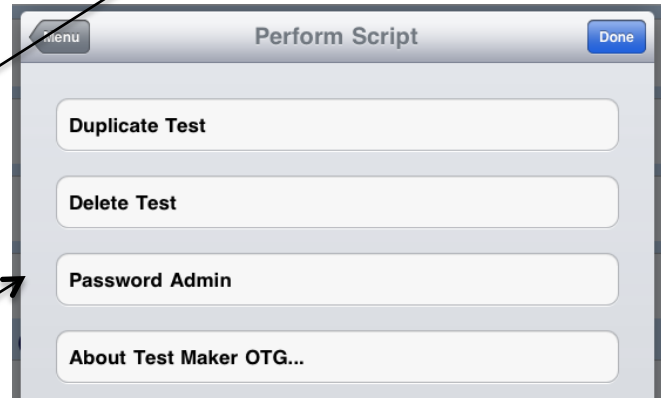 Menu
Perform Script
Done
Duplicate Test
Delete Test
Password Admin
About Test Maker OTG...